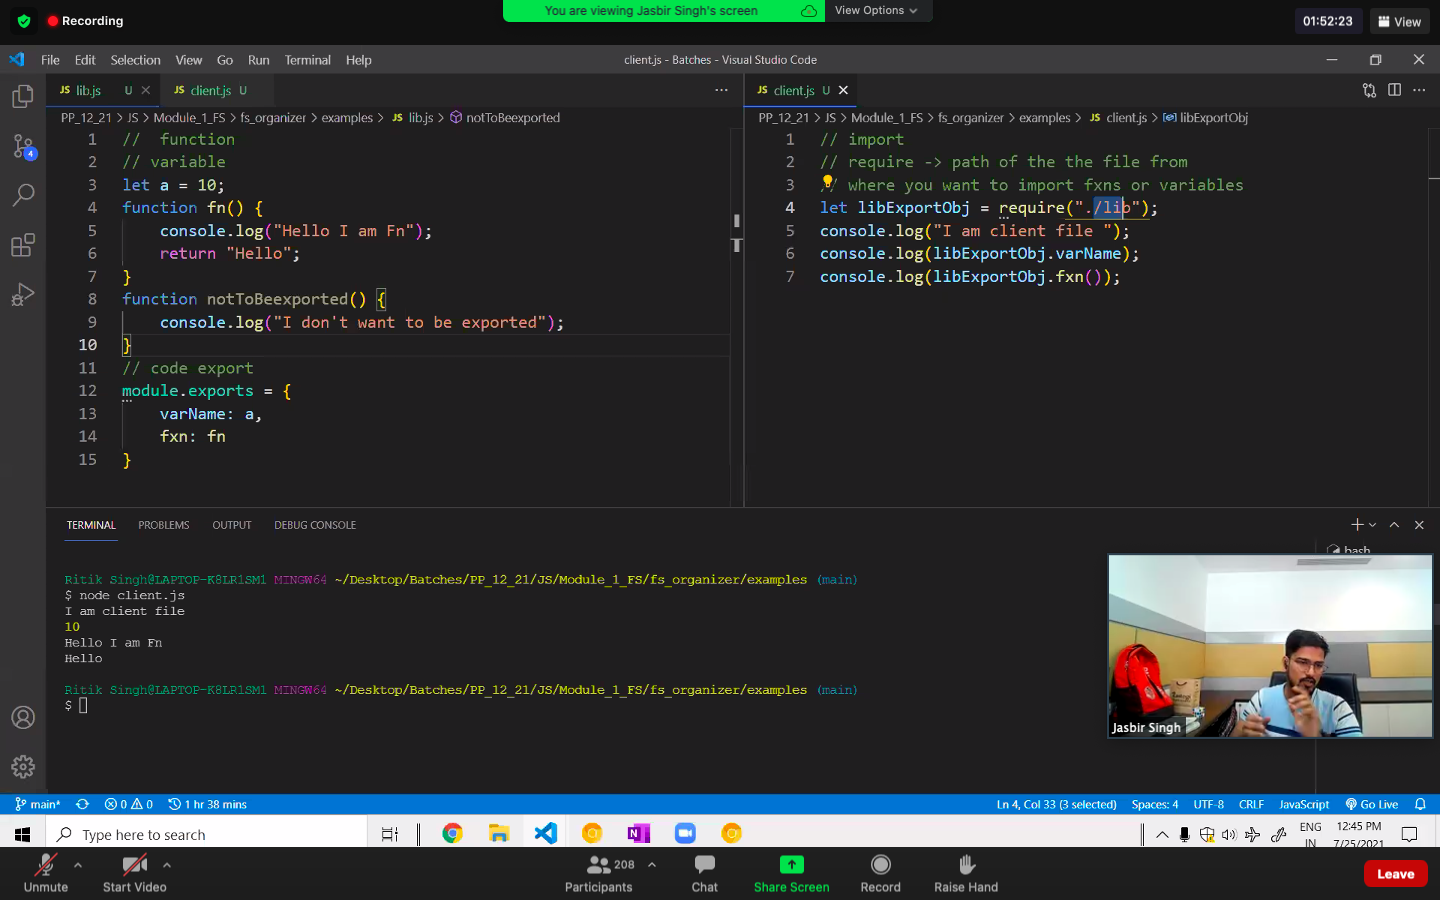 Recording
You are viewing Jasbir Singh's screen
View Options
01:52:23
View
File Edit Selection View Go Run Terminal Help
client.js - Batches - Visual Studio Code
JS lib.js U
JS client.js U
JS client.js U
PP_12_21 > JS > Module_1_FS > fs_organizer > examples > JS lib.js > notToBeexported
1 // function
2 // variable
3 let a = 10;
4 function fn() {
5 console.log("Hello I am Fn");
6 return "Hello";
7 }
8 function notToBeexported() {
9 console.log("I don't want to be exported");
10 }
11 // code export
12 module.exports = {
13 varName: a,
14 fxn: fn
15 }
PP_12_21 > JS > Module_1_FS > fs_organizer > examples > JS client.js > libExportObj
1 // import
2 // require -> path of the the file from
3 // where you want to import fxns or variables
4 let libExportObj = require("./lib");
5 console.log("I am client file ");
6 console.log(libExportObj.varName);
7 console.log(libExportObj.fxn());
TERMINAL PROBLEMS OUTPUT DEBUG CONSOLE
bash
Ritik Singh@LAPTOP-K8LR1SM1 MINGW64 ~/Desktop/Batches/PP_12_21/JS/Module_1_FS/fs_organizer/examples (main)
$ node client.js
I am client file
10
Hello I am Fn
Hello
Ritik Singh@LAPTOP-K8LR1SM1 MINGW64 ~/Desktop/Batches/PP_12_21/JS/Module_1_FS/fs_organizer/examples (main)
$
Jasbir Singh
4
main* 0 0 1 hr 38 mins
Ln 4, Col 33 (3 selected) Spaces: 4 UTF-8 CRLF JavaScript Go Live
Type here to search
ENG
IN
12:45 PM
7/25/2021
Unmute
Start Video
208
Participants
Chat
Share Screen
Record
Raise Hand
Leave